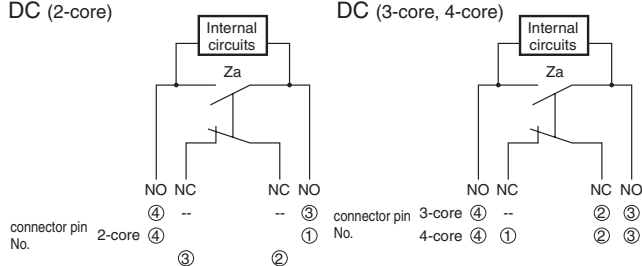 DC (2-core)
Internal
circuits
Za
NO NC NC NO
④ -- -- ③
connector pin
No.
2-core ④ ①
③ ②
DC (3-core, 4-core)
Internal
circuits
Za
NO NC NC NO
connector pin
No.
3-core ④ -- ② ③
4-core ④ ① ② ③